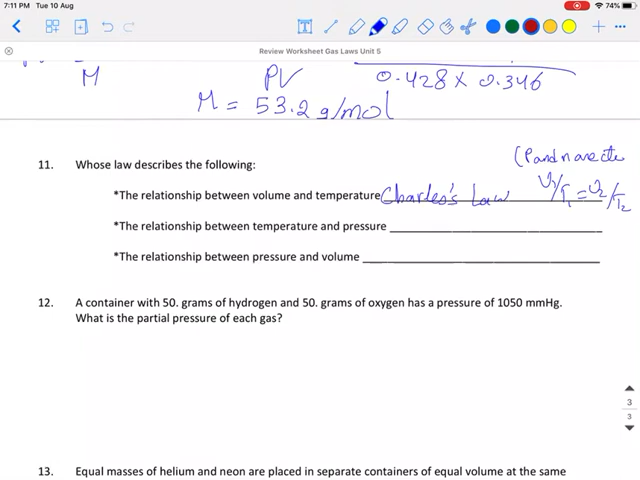 7:11 PM Tue 10 Aug
74%
Review Worksheet Gas Laws Unit 5
M
PV
0.428 x 0.346
M = 53.2 g/mol
11. Whose law describes the following:
(P and n are cte
*The relationship between volume and temperature Charles's Law V1/T1 = V2/T2
*The relationship between temperature and pressure
*The relationship between pressure and volume
12. A container with 50. grams of hydrogen and 50. grams of oxygen has a pressure of 1050 mmHg.
What is the partial pressure of each gas?
3
3
13. Equal masses of helium and neon are placed in separate containers of equal volume at the same